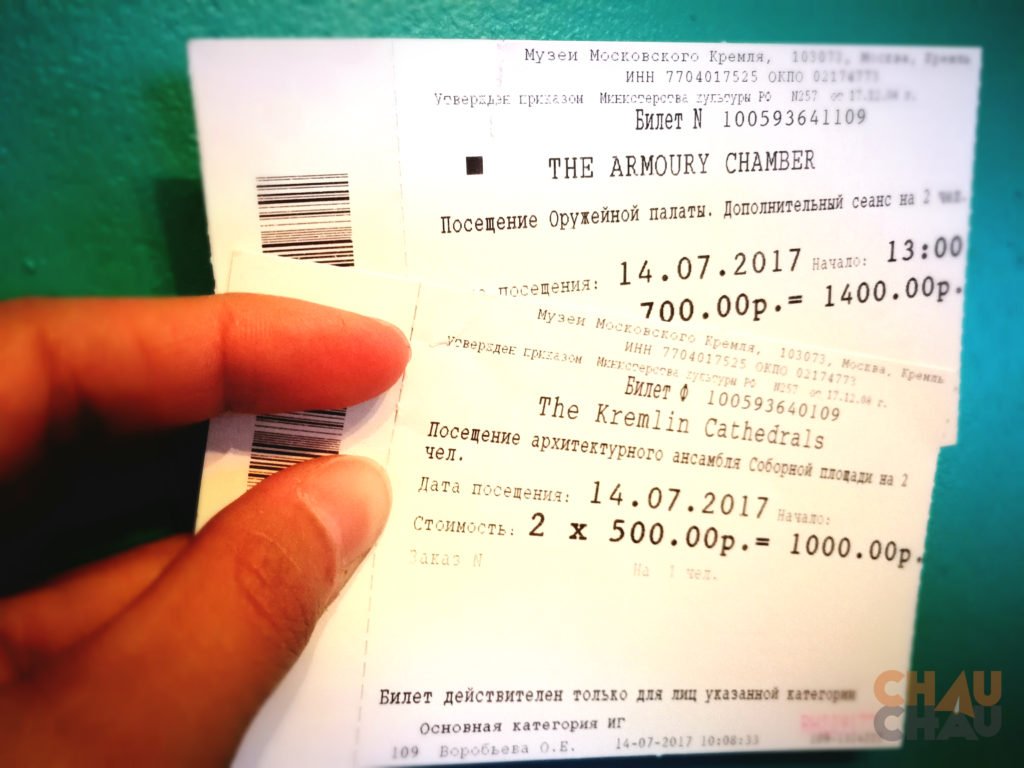 Музеи Московского Кремля, 103073, Москва, Кремль
ИНН 7704017525 ОКПО 02174773
Утвержден приказом Министерства культуры РФ N257 от 17.12.08 г.
Билет N 100593641109
THE ARMOURY CHAMBER
Посещение Оружейной палаты. Дополнительный сеанс на 2 чел.
посещения: 14.07.2017 Начало: 13:00
700.00р.= 1400.00р.
Музеи Московского Кремля, 103073, Москва, Кремль
ИНН 7704017525 ОКПО 02174773
Утвержден приказом Министерства культуры РФ N257 от 17.12.08 г.
Билет Ф 100593640109
The Kremlin Cathedrals
Посещение архитектурного ансамбля Соборной площади на 2
чел.
Дата посещения: 14.07.2017 Начало:
Стоимость: 2 x 500.00р.= 1000.00р.
Заказ N На 1 чел.
Билет действителен только для лиц указанной категории
Основная категория ИГ
109 Воробьева О.Е. 14-07-2017 10:08:33
CHAU
CHAU